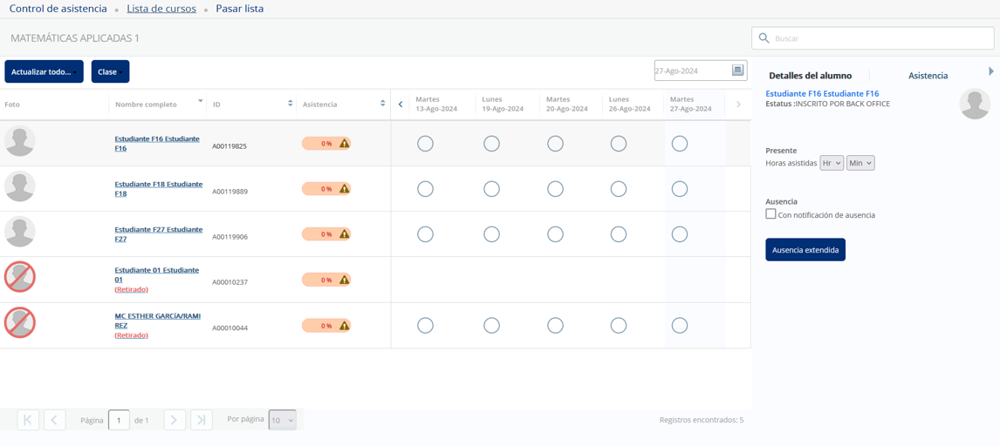 Control de asistencia • Lista de cursos • Pasar lista
MATEMÁTICAS APLICADAS 1
Buscar
Actualizar todo... Clase
27-Ago-2024
Detalles del alumno Asistencia
Estudiante F16 Estudiante F16
Estatus :INSCRITO POR BACK OFFICE
Presente
Horas asistidas Hr Min
Ausencia
Con notificación de ausencia
Ausencia extendida
Foto Nombre completo ID Asistencia
Martes
13-Ago-2024
Lunes
19-Ago-2024
Martes
20-Ago-2024
Lunes
26-Ago-2024
Martes
27-Ago-2024
Estudiante F16 Estudiante
F16
A00119825
0 %
Estudiante F18 Estudiante
F18
A00119889
0 %
Estudiante F27 Estudiante
F27
A00119906
0 %
Estudiante 01 Estudiante
01
(Retirado)
A00010237
0 %
MC ESTHER GARCíA/RAMI
REZ
(Retirado)
A00010044
0 %
Página 1 de 1 Por página 10
Registros encontrados: 5